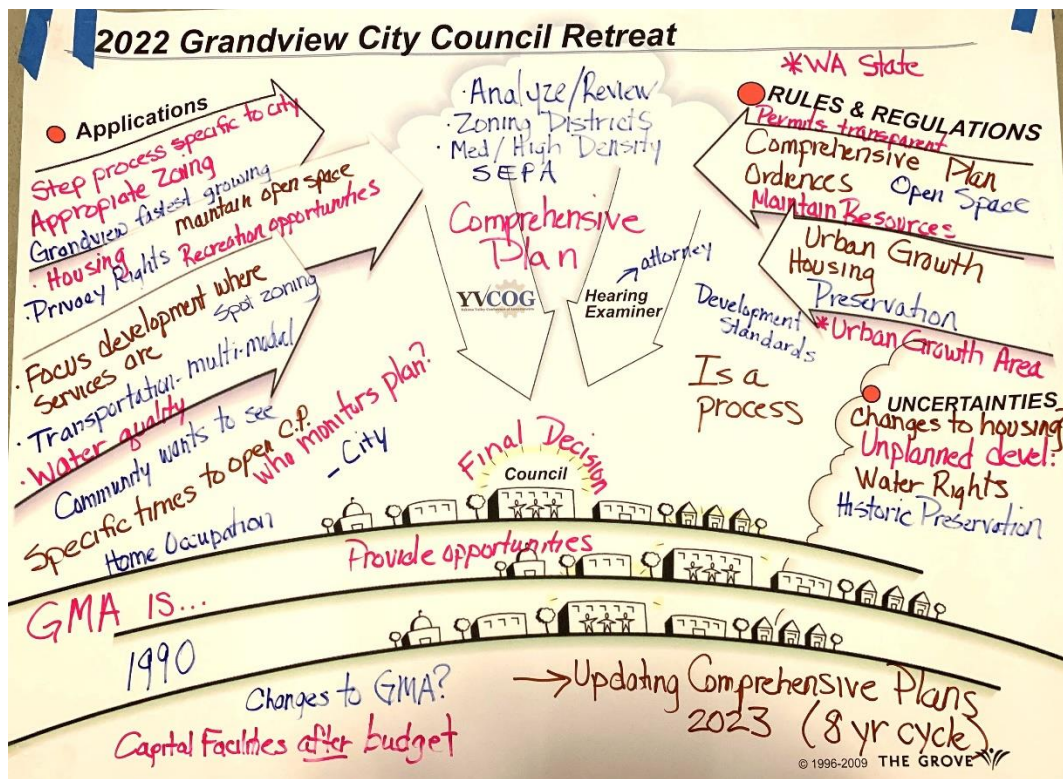 2022 Grandview City Council Retreat
Applications
Step process specific to city
Appropiate Zoing
Grandview fastest growing
maintain open space
· Housing
· Privacy Rights Recreation opportunities
· Focus development where
Spot zoning
Services are
· Transportation - multi-modal
· Water quality
Community wants to see
Specific times to open C.P.
Home Occupation
· Analyze/Review
· Zoning Districts
· Med/High Density
SEPA
Comprehensive
Plan
YVCOG
Hearing
Examiner
attorney
*WA State
RULES & REGULATIONS
Permits transparent
Comprehensive Plan
Ordiences Open Space
Maintain Resources
Urban Growth
Housing
Preservation
*Urban Growth Area
Development
Standards
Is a
process
UNCERTAINTIES
Changes to housing
Unplanned devel.
Water Rights
Historic Preservation
who moniturs plan?
- City
Final Decision
Council
Provide opportunities
GMA is...
1990
Changes to GMA?
Capital Facilities after budget
→ Updating Comprehensive Plans
2023 (8 yr cycle)
© 1996-2009 THE GROVE